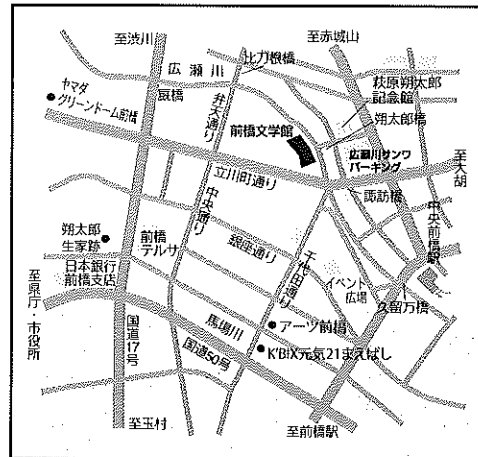 至渋川
至赤城山
広瀬川
比刀根橋
厩橋
ヤマダ
グリーンドーム前橋
弁天通り
萩原朔太郎
記念館
朔太郎橋
前橋文学館
広瀬川サンワ
パーキング
至大胡
立川町通り
諏訪橋
中央通り
中央前橋駅
朔太郎
生家跡
前橋
テルサ
銀座通り
千代田通り
日本銀行
前橋支店
至県庁・市役所
イベント
広場
久留万橋
馬場川
アーツ前橋
国道17号
国道50号
K'BIX元気21まえばし
至玉村
至前橋駅